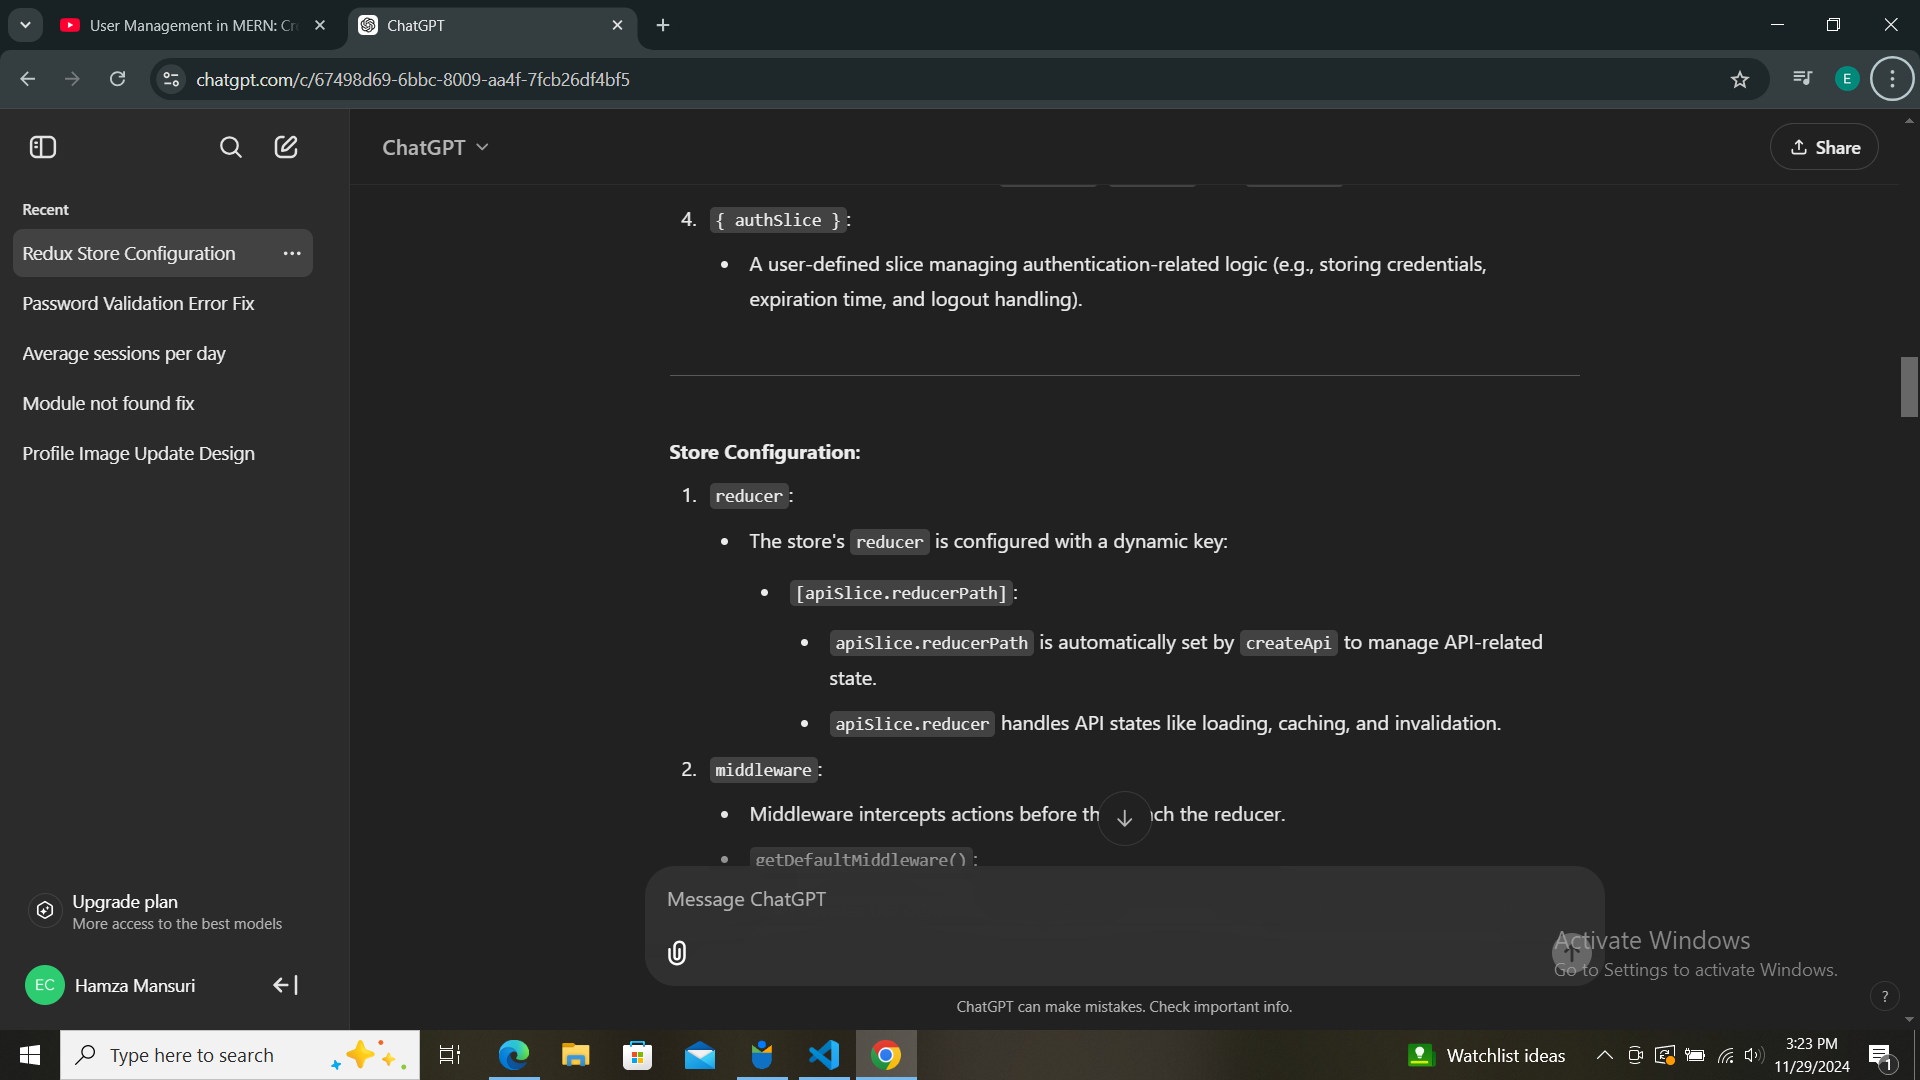 User Management in MERN: Cr
ChatGPT
chatgpt.com/c/67498d69-6bbc-8009-aa4f-7fcb26df4bf5
E
ChatGPT
Share
Recent
Redux Store Configuration
Password Validation Error Fix
Average sessions per day
Module not found fix
Profile Image Update Design
4. { authSlice }:
• A user-defined slice managing authentication-related logic (e.g., storing credentials,
expiration time, and logout handling).
Store Configuration:
1. reducer:
• The store's reducer is configured with a dynamic key:
• [apiSlice.reducerPath]:
• apiSlice.reducerPath is automatically set by createApi to manage API-related
state.
• apiSlice.reducer handles API states like loading, caching, and invalidation.
2. middleware:
• Middleware intercepts actions before th ch the reducer.
• getDefaultMiddleware():
Upgrade plan
More access to the best models
EC Hamza Mansuri
Message ChatGPT
Activate Windows
Go to Settings to activate Windows.
ChatGPT can make mistakes. Check important info.
?
Type here to search
Watchlist ideas
3:23 PM
11/29/2024
1